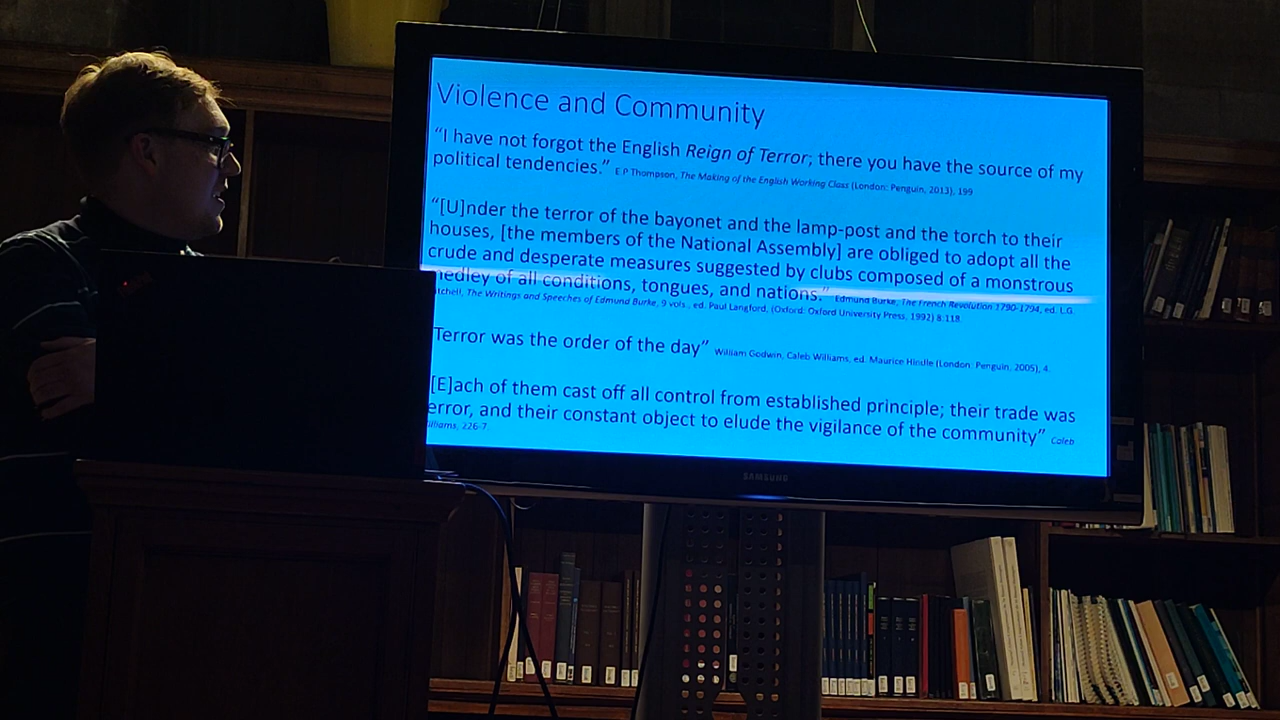 Violence and Community
“I have not forgot the English Reign of Terror; there you have the source of my
political tendencies.” E P Thompson, The Making of the English Working Class (London: Penguin, 2013), 199
“[U]nder the terror of the bayonet and the lamp-post and the torch to their
houses, [the members of the National Assembly] are obliged to adopt all the
crude and desperate measures suggested by clubs composed of a monstrous
medley of all conditions, tongues, and nations.” Edmund Burke, The French Revolution 1790-1794, ed. L.G.
itchell, The Writings and Speeches of Edmund Burke, 9 vols., ed. Paul Langford, (Oxford: Oxford University Press, 1992) 8:118.
Terror was the order of the day” William Godwin, Caleb Williams, ed. Maurice Hindle (London: Penguin, 2005), 4.
[E]ach of them cast off all control from established principle; their trade was
error, and their constant object to elude the vigilance of the community” Caleb
illiams, 226-7
SAMSUNG